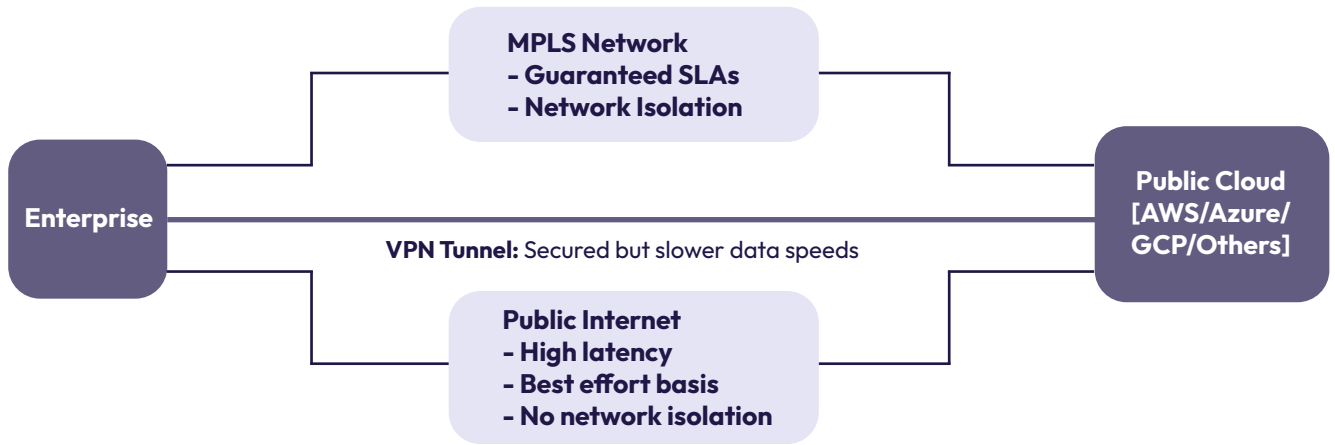 MPLS Network
- Guaranteed SLAs
- Network Isolation
Enterprise
Public Cloud
[AWS/Azure/
GCP/Others]
VPN Tunnel: Secured but slower data speeds
Public Internet
- High latency
- Best effort basis
- No network isolation